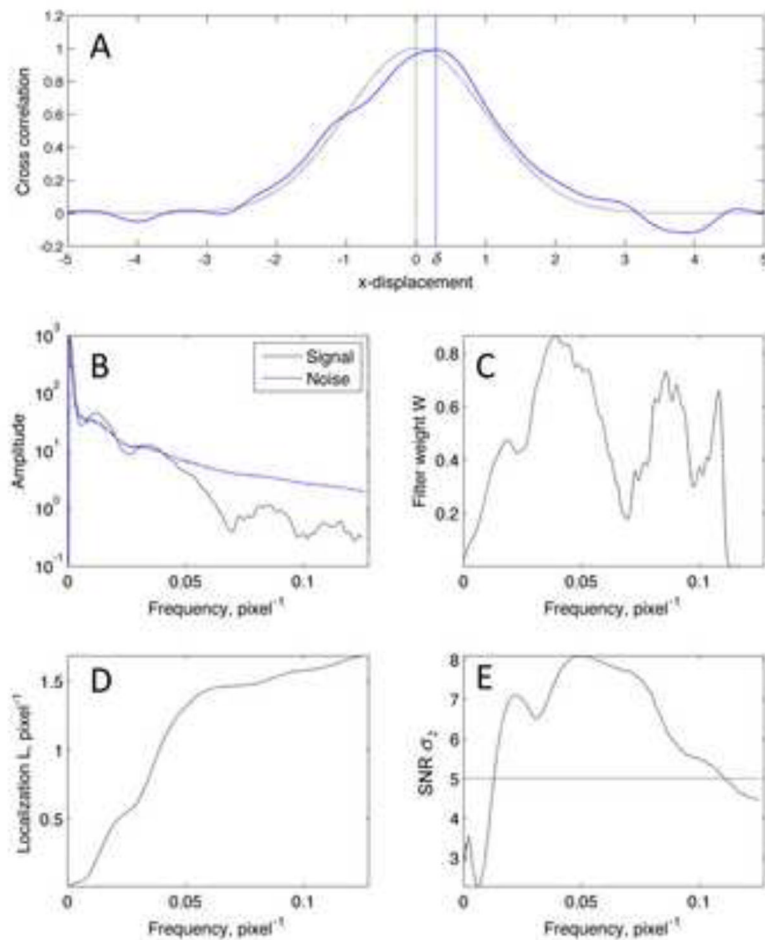 A
1.2
1
0.8
0.6
0.4
0.2
0
-0.2
Cross correlation
-5 -4 -3 -2 -1 0 δ 1 2 3 4 5
x-displacement
B
Signal
Noise
10³
10²
10¹
10⁰
10⁻¹
Amplitude
0 0.05 0.1
Frequency, pixel⁻¹
C
0.8
0.6
0.4
0.2
Filter weight W
0 0.05 0.1
Frequency, pixel⁻¹
D
1.5
1
0.5
Localization L, pixel⁻¹
0 0.05 0.1
Frequency, pixel⁻¹
E
8
7
6
5
4
3
SNR σ₂
0 0.05 0.1
Frequency, pixel⁻¹